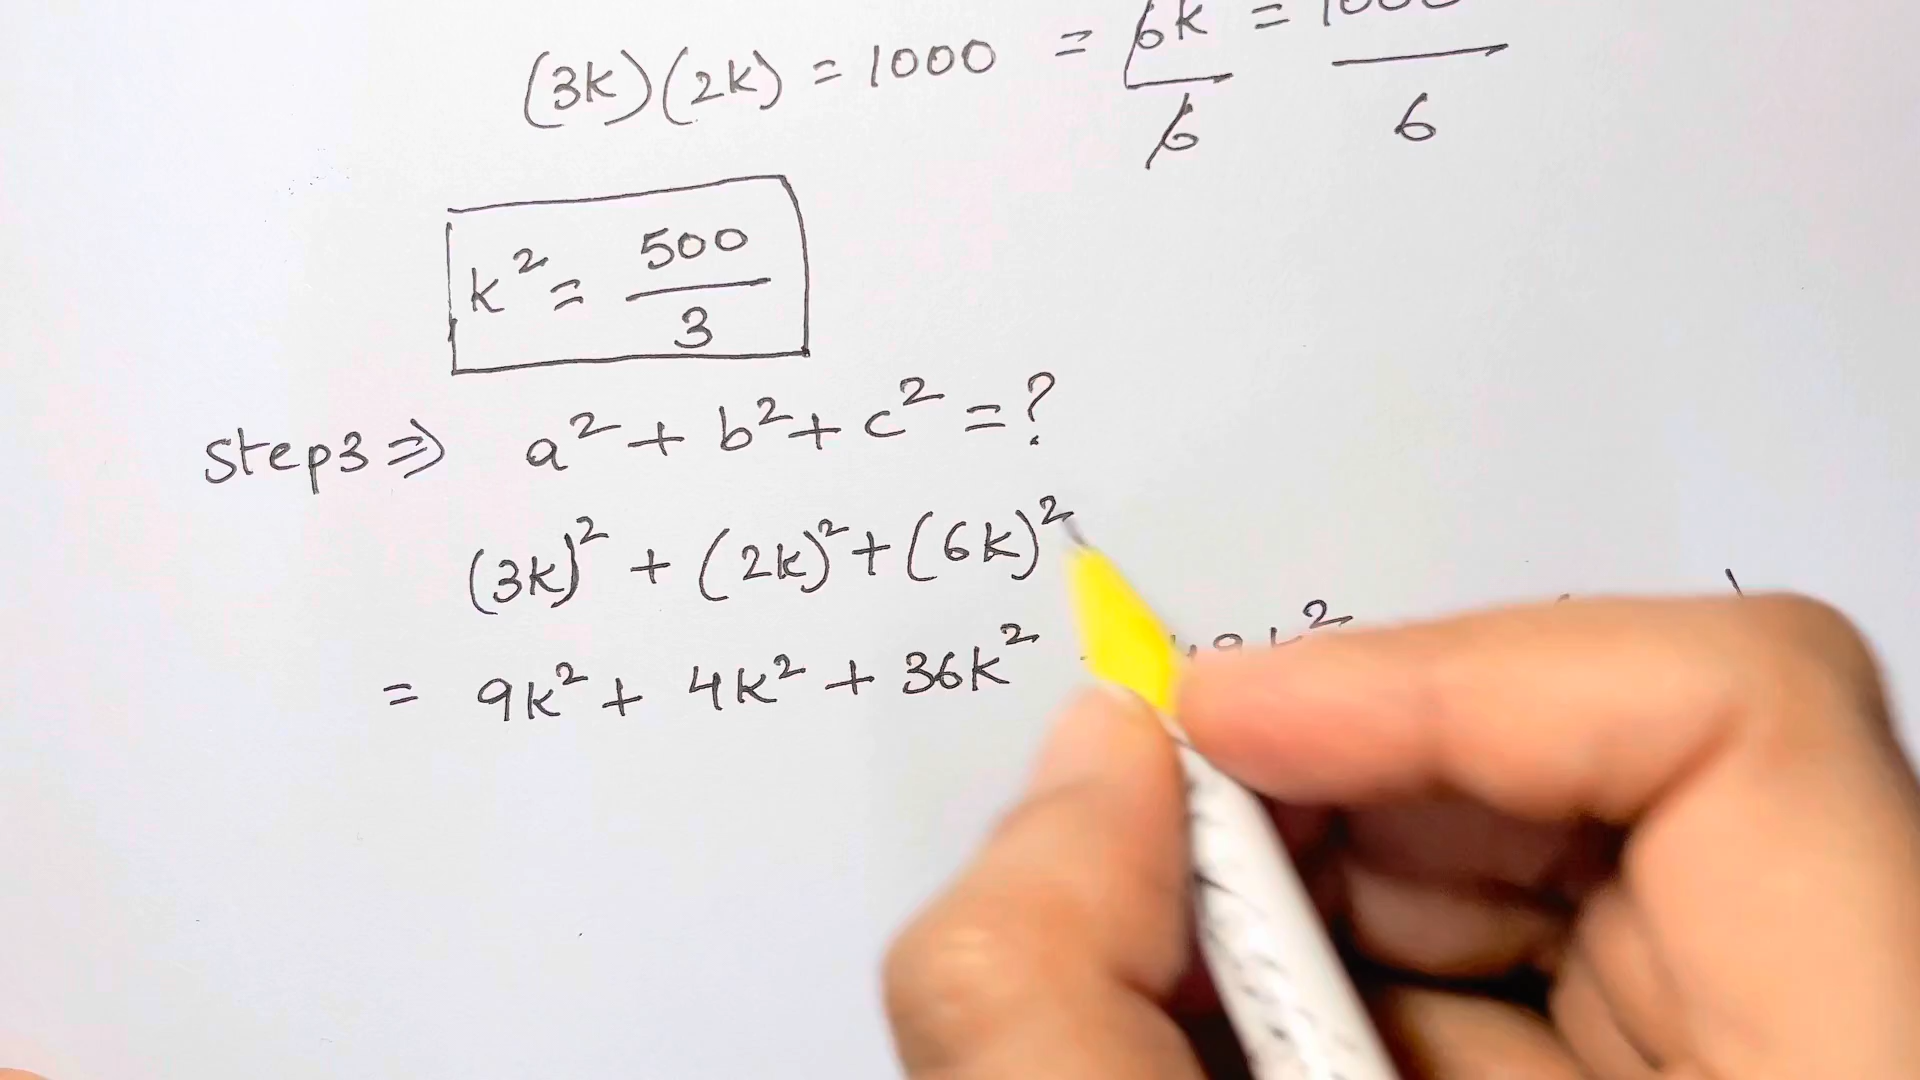 (3k)(2k) = 1000 = 6k/6 = 1000/6
k² = 500/3
Step3 ⇒ a² + b² + c² = ?
(3k)² + (2k)² + (6k)²
= 9k² + 4k² + 36k²